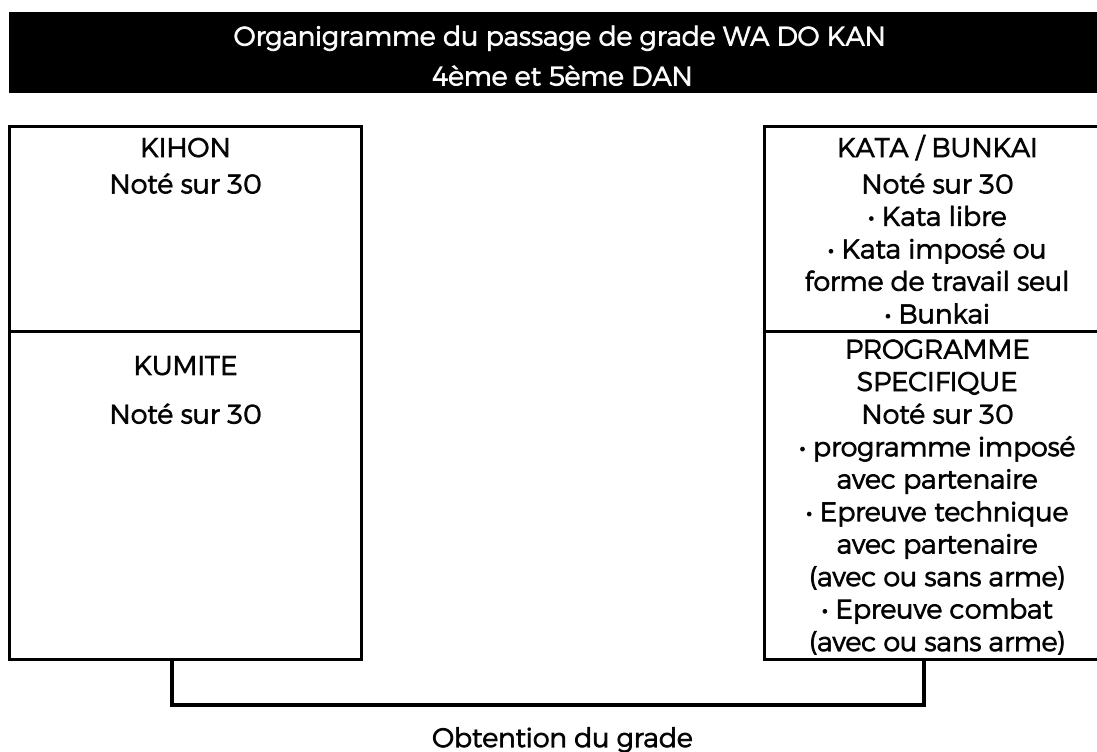 Organigramme du passage de grade WA DO KAN
4ème et 5ème DAN
KIHON
Noté sur 30
KATA / BUNKAI
Noté sur 30
• Kata libre
• Kata imposé ou
forme de travail seul
• Bunkai
KUMITE
Noté sur 30
PROGRAMME
SPECIFIQUE
Noté sur 30
• programme imposé
avec partenaire
• Epreuve technique
avec partenaire
(avec ou sans arme)
• Epreuve combat
(avec ou sans arme)
Obtention du grade